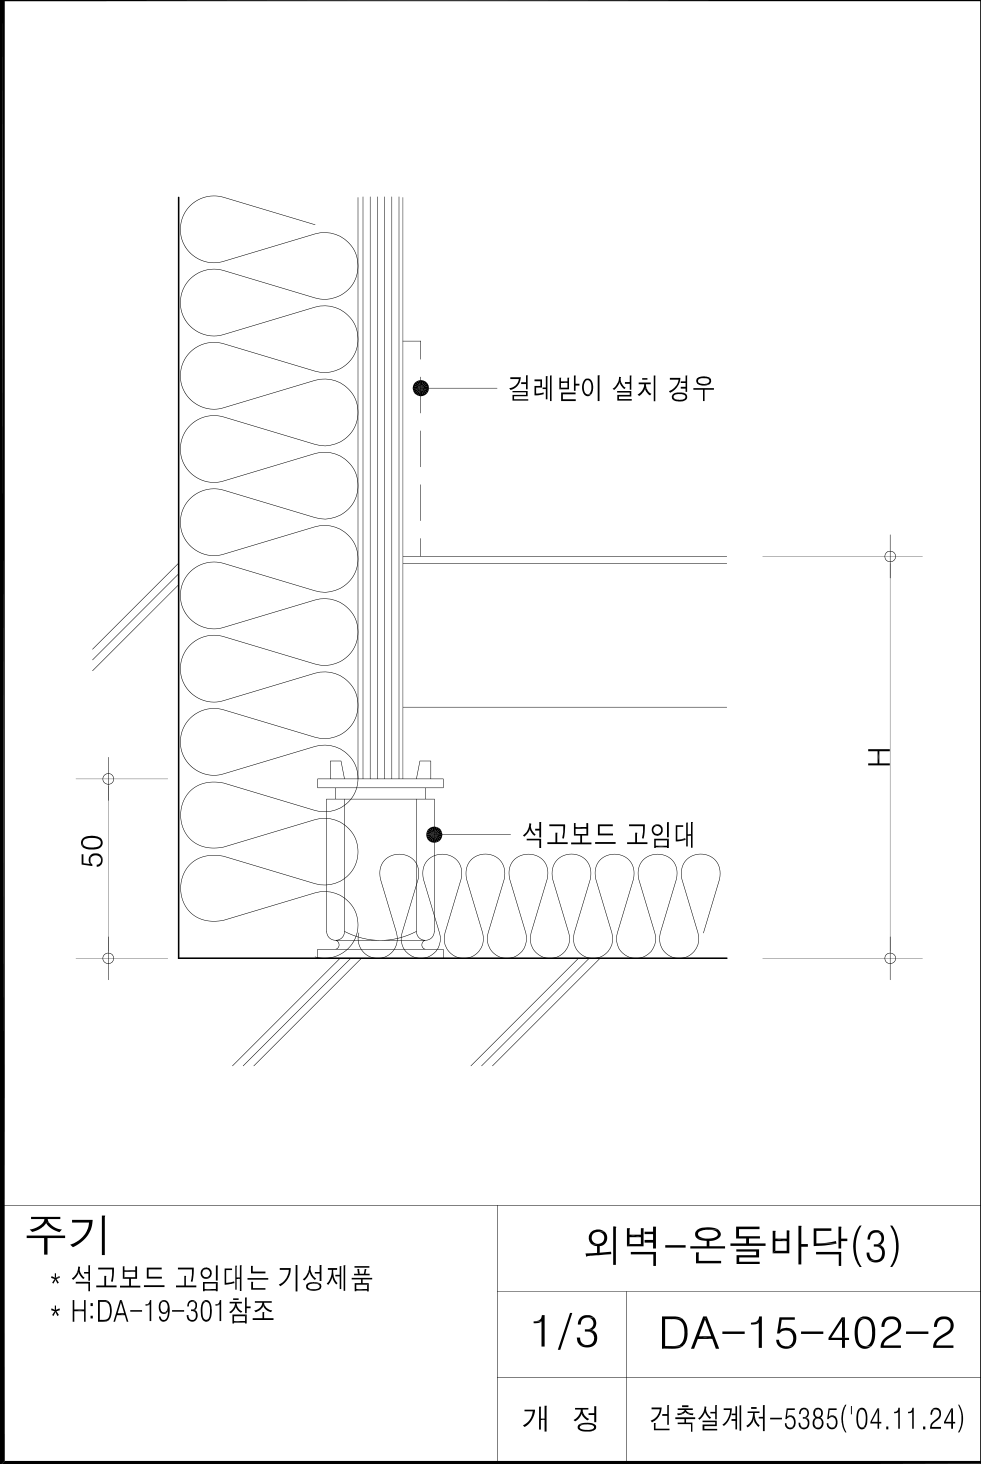 걸레받이 설치 경우
H
50
석고보드 고임대
주기
* 석고보드 고임대는 기성제품
* H:DA-19-301참조
외벽-온돌바닥(3)
1/3
DA-15-402-2
개 정
건축설계처-5385('04.11.24)